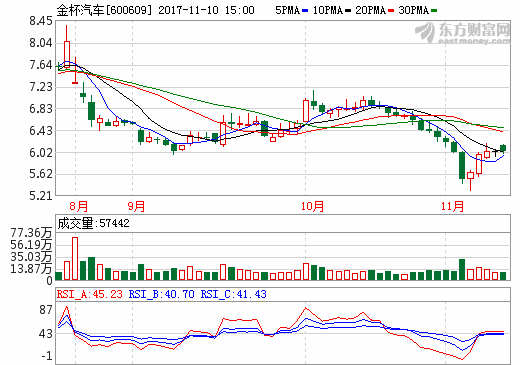 金杯汽车[600609] 2017-11-10 15:00 5PMA 10PMA 20PMA 30PMA
东方财富网
eastmoney.com
8.45
8.04
7.64
7.23
6.83
6.43
6.02
5.62
5.21
8月 9月 10月 11月
成交量:57442
77.36万
56.19万
35.03万
13.87万
0
RSI_A:45.23 RSI_B:40.70 RSI_C:41.43
87
43
-1